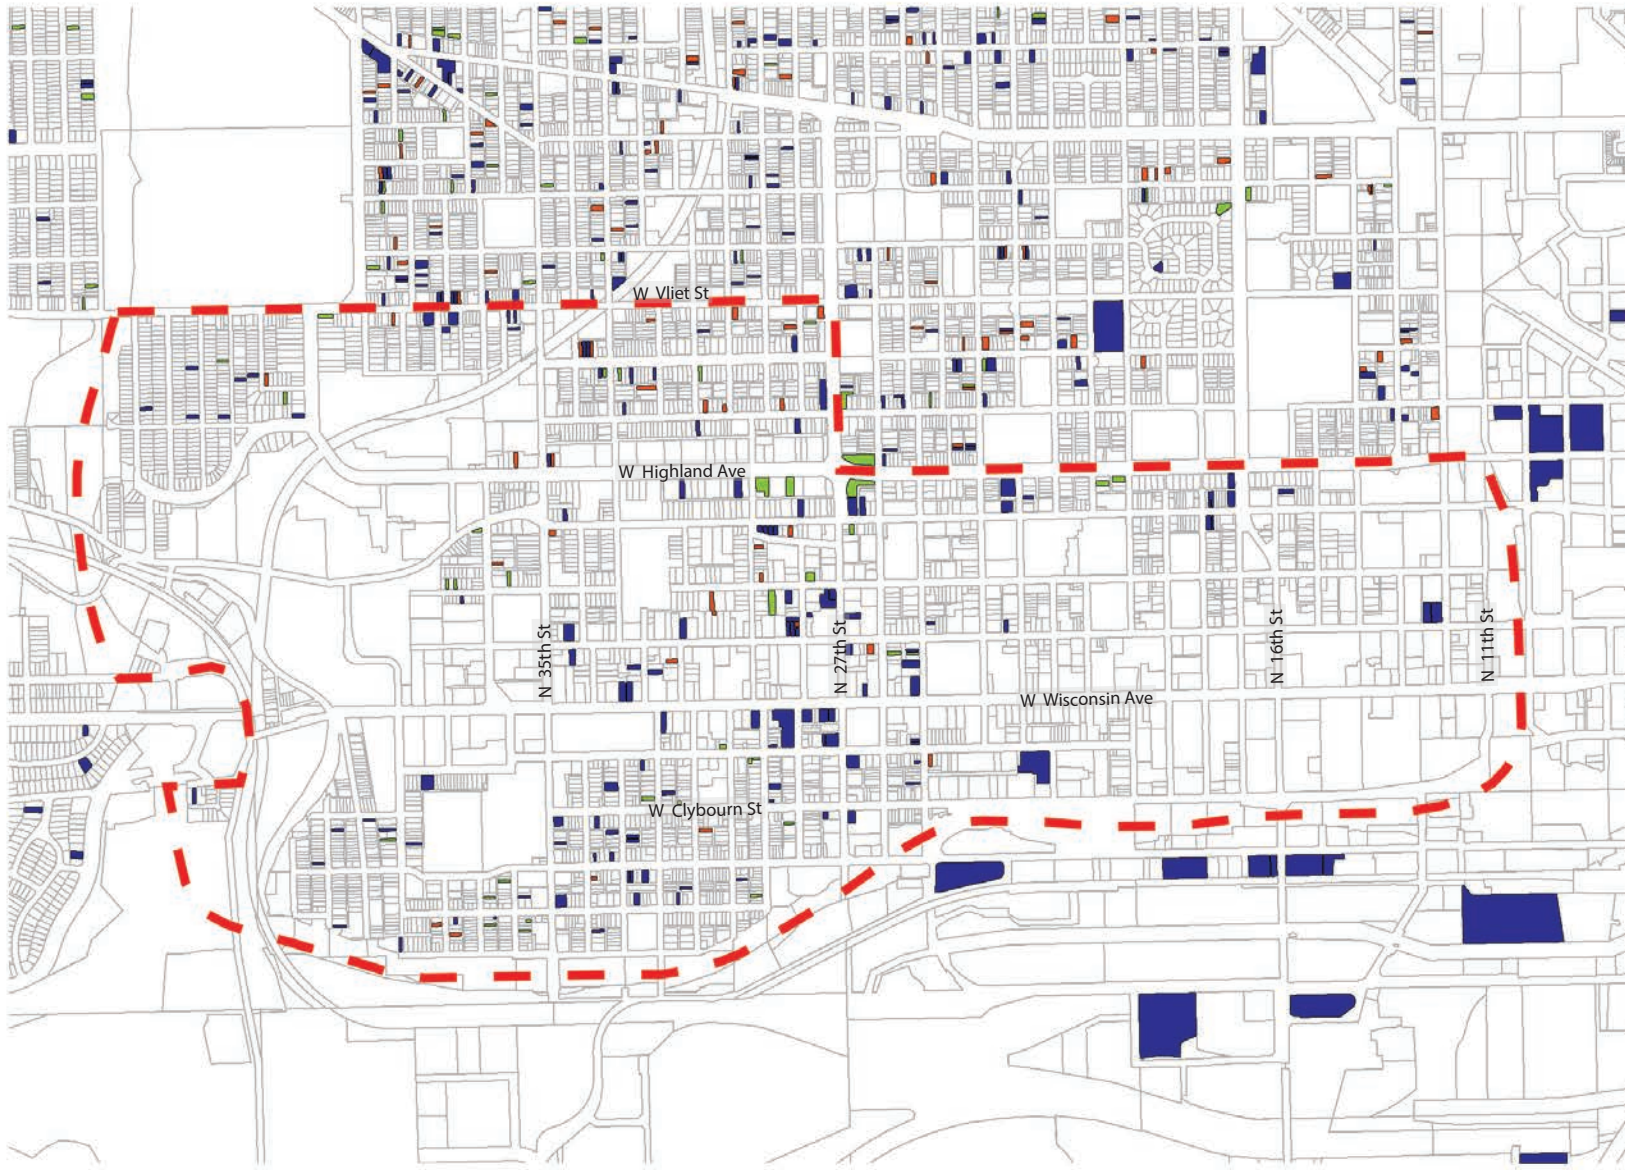 W Vliet St
W Highland Ave
N 35th St
N 27th St
N 16th St
N 11th St
W Wisconsin Ave
W Clybourn St